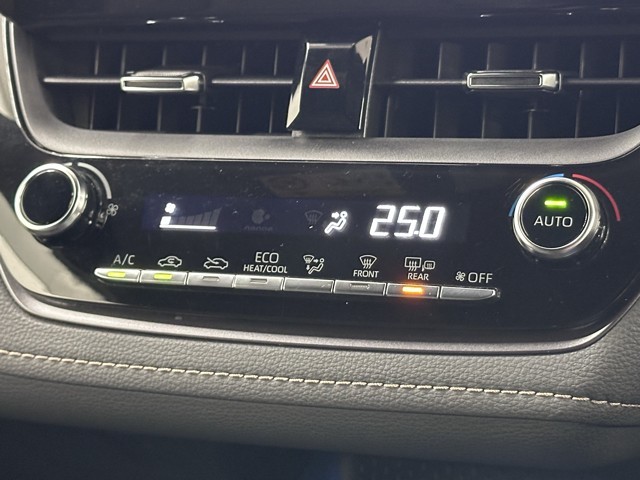 25.0
AUTO
A/C
ECO
HEAT/COOL
FRONT
REAR
OFF